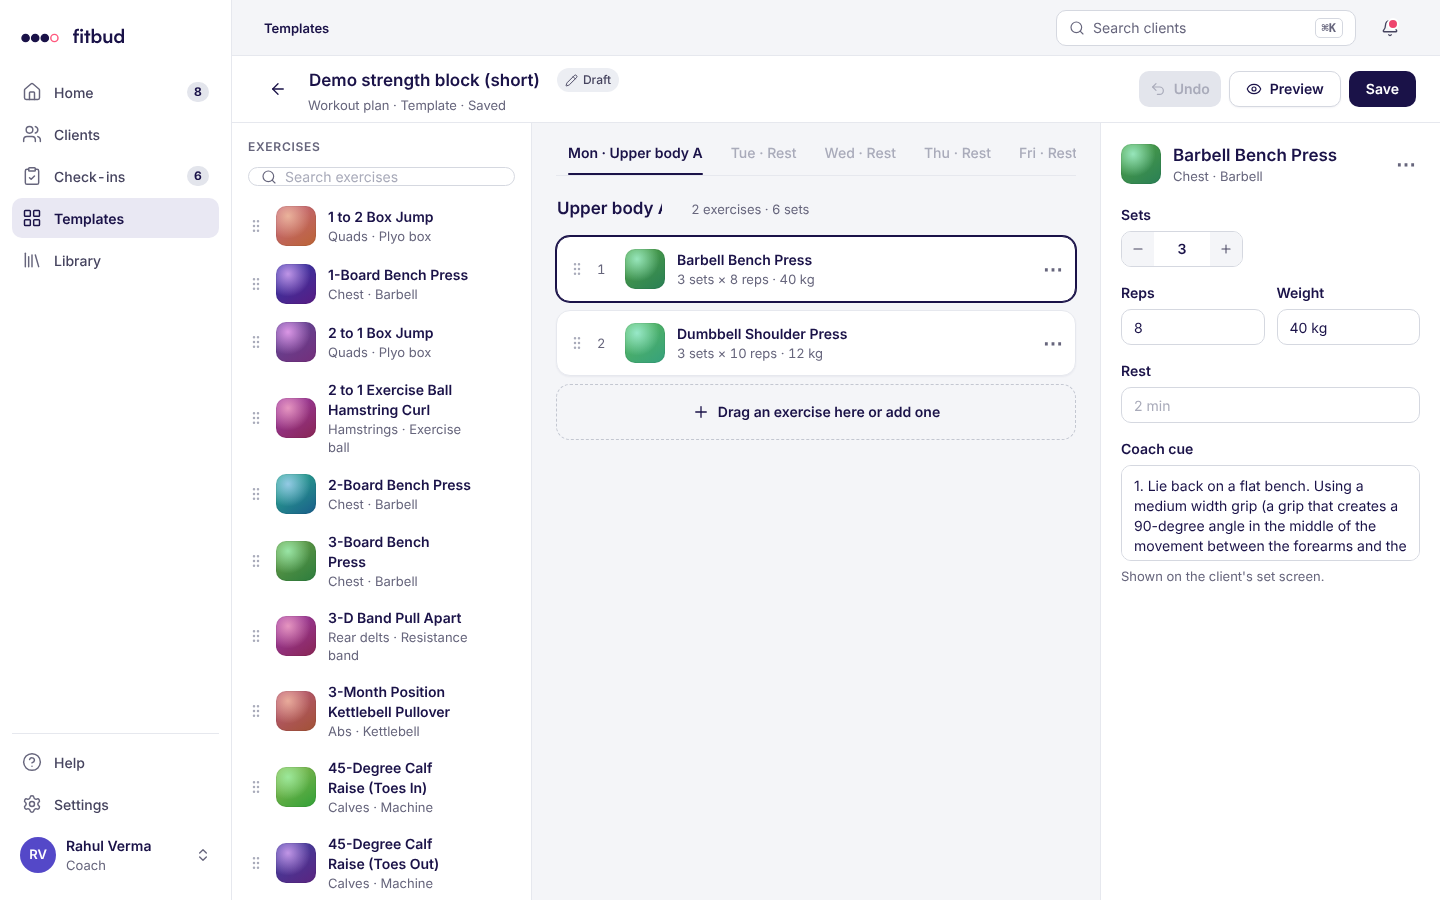 fitbud
Home 8
Clients
Check-ins 6
Templates
Library
Help
Settings
RV
Rahul Verma
Coach
Templates
Search clients ⌘K
Demo strength block (short)
Draft
Workout plan · Template · Saved
Undo
Preview
Save
EXERCISES
Search exercises
1 to 2 Box Jump
Quads · Plyo box
1-Board Bench Press
Chest · Barbell
2 to 1 Box Jump
Quads · Plyo box
2 to 1 Exercise Ball
Hamstring Curl
Hamstrings · Exercise
ball
2-Board Bench Press
Chest · Barbell
3-Board Bench
Press
Chest · Barbell
3-D Band Pull Apart
Rear delts · Resistance
band
3-Month Position
Kettlebell Pullover
Abs · Kettlebell
45-Degree Calf
Raise (Toes In)
Calves · Machine
45-Degree Calf
Raise (Toes Out)
Calves · Machine
Mon · Upper body A
Tue · Rest
Wed · Rest
Thu · Rest
Fri · Rest
Upper body
2 exercises · 6 sets
1
Barbell Bench Press
3 sets × 8 reps · 40 kg
2
Dumbbell Shoulder Press
3 sets × 10 reps · 12 kg
+ Drag an exercise here or add one
Barbell Bench Press
Chest · Barbell
Sets
− 3 +
Reps
8
Weight
40 kg
Rest
2 min
Coach cue
1. Lie back on a flat bench. Using a
medium width grip (a grip that creates a
90-degree angle in the middle of the
movement between the forearms and the
Shown on the client's set screen.